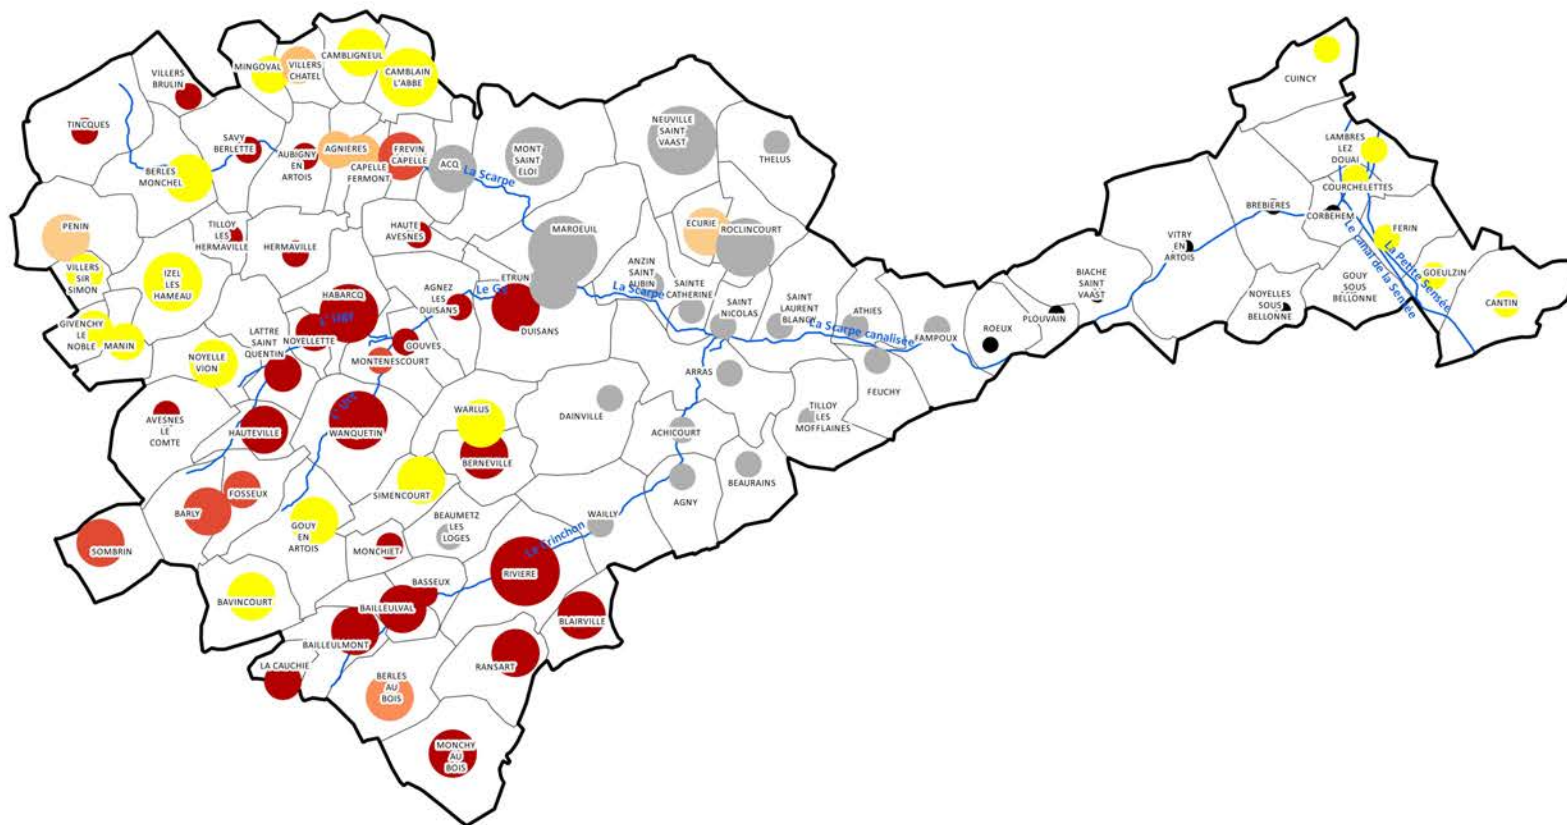 CUINCY
CAMBLIGNEUL
VILLERS
CHATEL
MINGOVAL
CAMBLAIN
L'ABBE
VILLERS
BRULIN
TINCQUES
SAVY
BERLETTE
AUBIGNY
EN
ARTOIS
AGNIERES
CAPELLE
FERMONT
FREVIN
CAPELLE
ACQ
MONT
SAINT
ELOI
NEUVILLE
SAINT
VAAST
THELUS
LAMBRES
LEZ
DOUAI
COURCHELETTES
BERLES
MONCHEL
La Scarpe
BREBIERES
CORBEHEM
PENIN
TILLOY
LES
HERMAVILLE
HERMAVILLE
HAUTE
AVESNES
MAROEUIL
ECURIE
ROCLINCOURT
VITRY
EN
ARTOIS
FERIN
VILLERS
SIR
SIMON
IZEL
LES
HAMEAU
ETRUN
ANZIN
SAINT
AUBIN
SAINTE
CATHERINE
La Scarpe
BIACHE
SAINT
VAAST
GOUY
SOUS
BELLONNE
GOEULZIN
La Petite Sensée
Le canal de la Sensée
HABARCQ
AGNEZ
LES
DUISANS
Le Gy
DUISANS
SAINT
NICOLAS
SAINT
LAURENT
BLANGY
ATHIES
NOYELLES
SOUS
BELLONNE
CANTIN
GIVENCHY
LE
NOBLE
MANIN
LATTRE
SAINT
QUENTIN
NOYELLETTE
GOUVES
La Scarpe canalisée
FAMPOUX
ROEUX
PLOUVAIN
NOYELLE
VION
MONTENESCOURT
ARRAS
FEUCHY
AVESNES
LE
COMTE
HAUTEVILLE
WANQUETIN
WARLUS
DAINVILLE
ACHICOURT
TILLOY
LES
MOFFLAINES
BERNEVILLE
FOSSEUX
SIMENCOURT
BEAURAINS
AGNY
BARLY
GOUY
EN
ARTOIS
BEAUMETZ
LES
LOGES
WAILLY
SOMBRIN
MONCHIET
Le Crinchon
RIVIERE
BASSEUX
BAVINCOURT
BAILLEULVAL
BLAIRVILLE
BAILLEULMONT
LA CAUCHIE
RANSART
BERLES
AU
BOIS
MONCHY
AU
BOIS